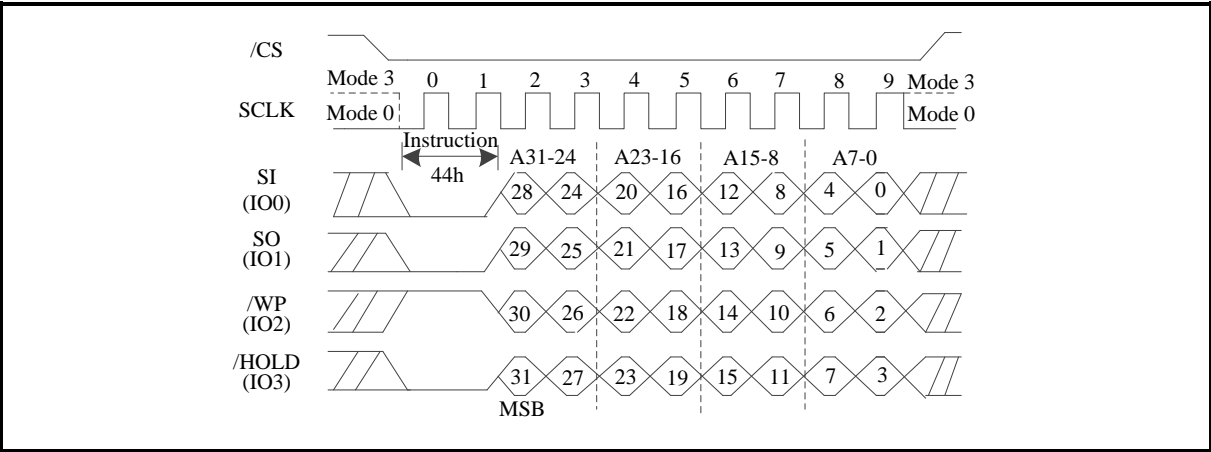 /CS
Mode 3 0 1 2 3 4 5 6 7 8 9 Mode 3
SCLK Mode 0 Mode 0
Instruction
44h
A31-24 A23-16 A15-8 A7-0
SI
(IO0)
28 24 20 16 12 8 4 0
SO
(IO1)
29 25 21 17 13 9 5 1
/WP
(IO2)
30 26 22 18 14 10 6 2
/HOLD
(IO3)
31 27 23 19 15 11 7 3
MSB